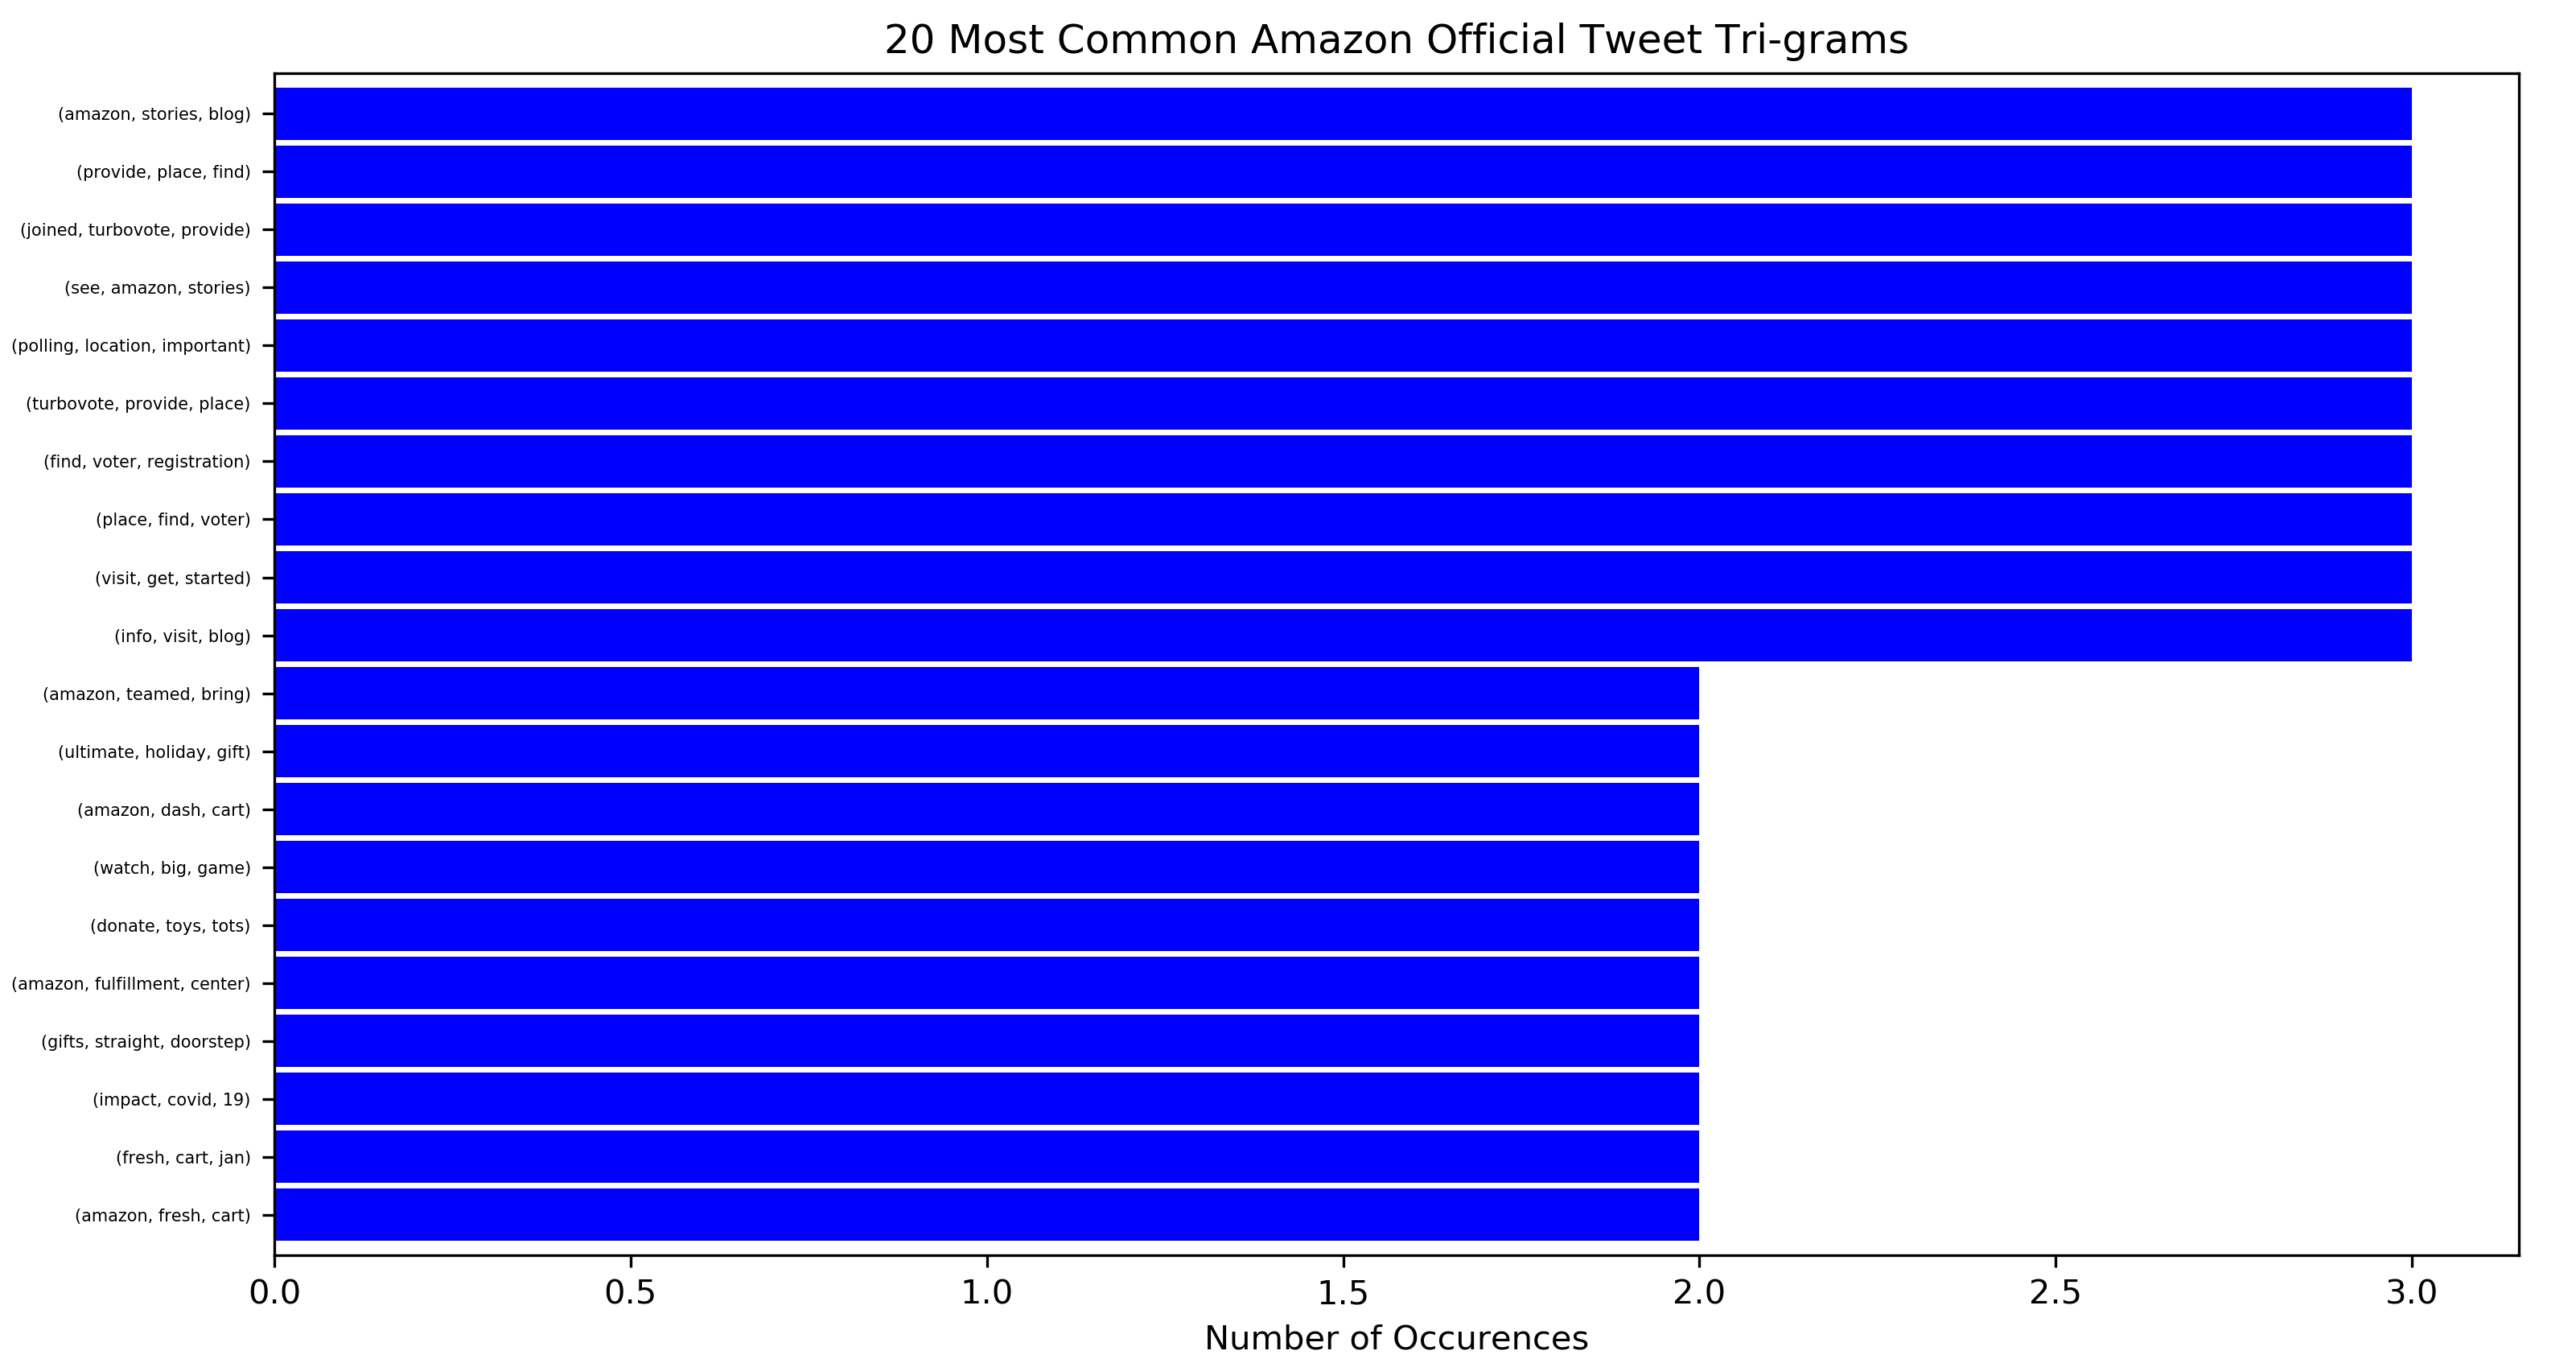 20 Most Common Amazon Official Tweet Tri-grams
(amazon, stories, blog)
(provide, place, find)
(joined, turbovote, provide)
(see, amazon, stories)
(polling, location, important)
(turbovote, provide, place)
(find, voter, registration)
(place, find, voter)
(visit, get, started)
(info, visit, blog)
(amazon, teamed, bring)
(ultimate, holiday, gift)
(amazon, dash, cart)
(watch, big, game)
(donate, toys, tots)
(amazon, fulfillment, center)
(gifts, straight, doorstep)
(impact, covid, 19)
(fresh, cart, jan)
(amazon, fresh, cart)
0.0 0.5 1.0 1.5 2.0 2.5 3.0
Number of Occurences